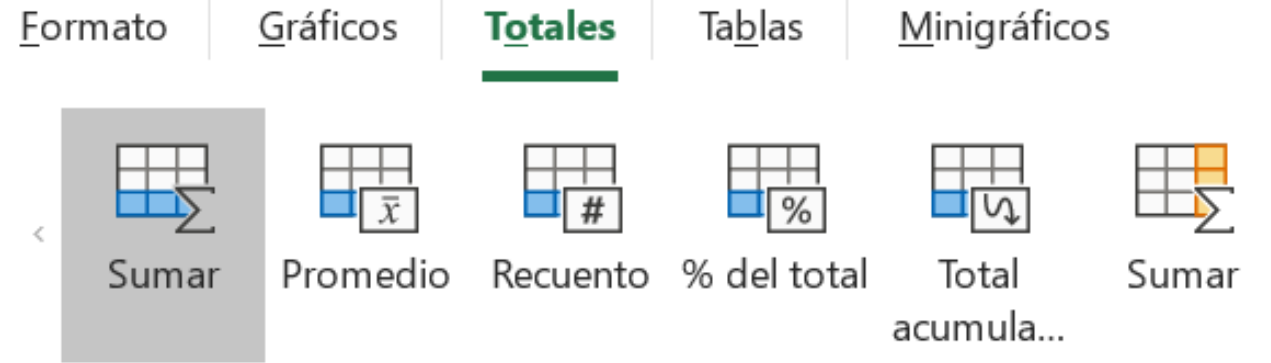 Formato Gráficos Totales Tablas Minigráficos
x̄ # % 
Sumar Promedio Recuento % del total Total acumula... Sumar